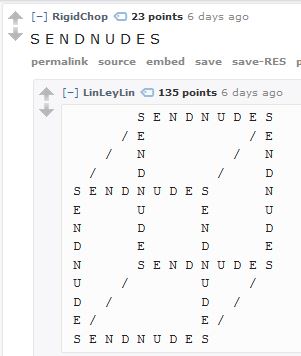 [–] RigidChop 23 points 6 days ago
S E N D N U D E S
permalink source embed save save-RES
[–] LinLeyLin 135 points 6 days ago
        S E N D N U D E S
      / E             / E
    /   N           /   N
  /     D         /     D
S E N D N U D E S       N
E       U       E       U
N       D       N       D
D       E       D       E
N       S E N D N U D E S
U     /         U     /
D   /           D   /
E /             E /
S E N D N U D E S